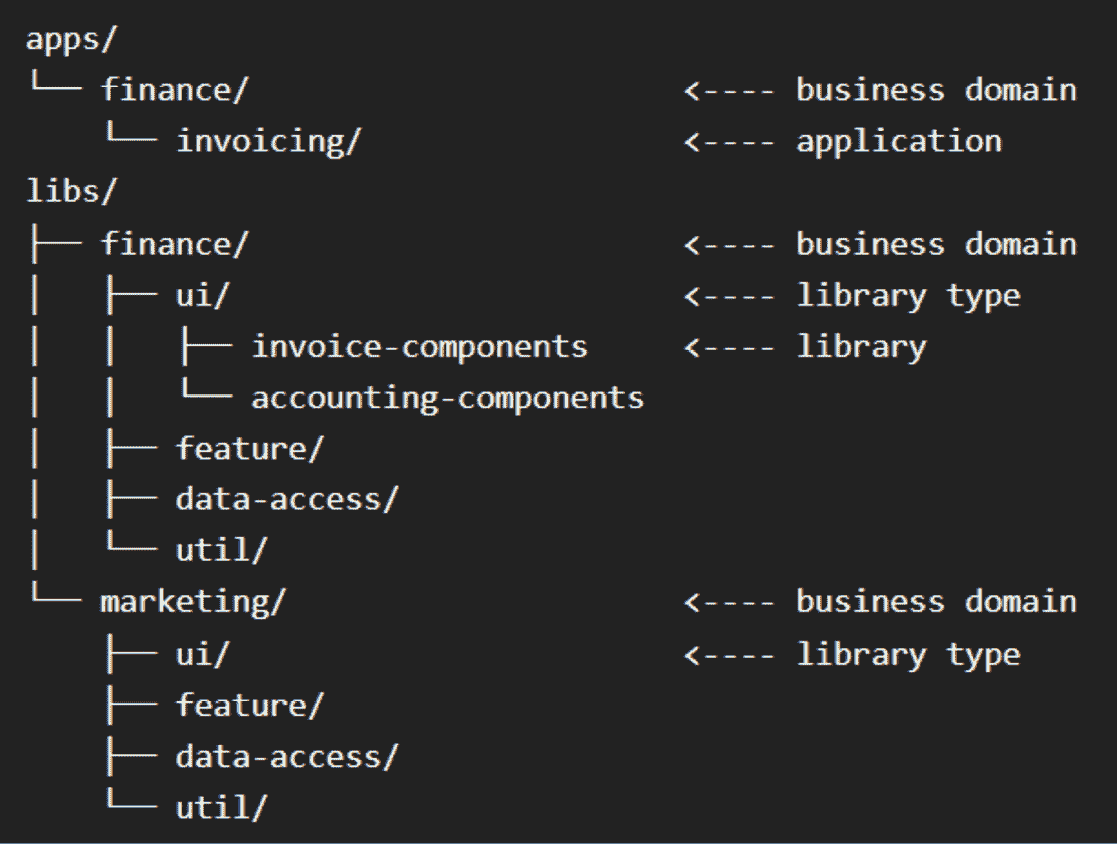 apps/
└── finance/                       <---- business domain
    └── invoicing/                 <---- application
libs/
├── finance/                       <---- business domain
│   ├── ui/                        <---- library type
│   │   ├── invoice-components     <---- library
│   │   └── accounting-components
│   ├── feature/
│   ├── data-access/
│   └── util/
└── marketing/                     <---- business domain
    ├── ui/                        <---- library type
    ├── feature/
    ├── data-access/
    └── util/